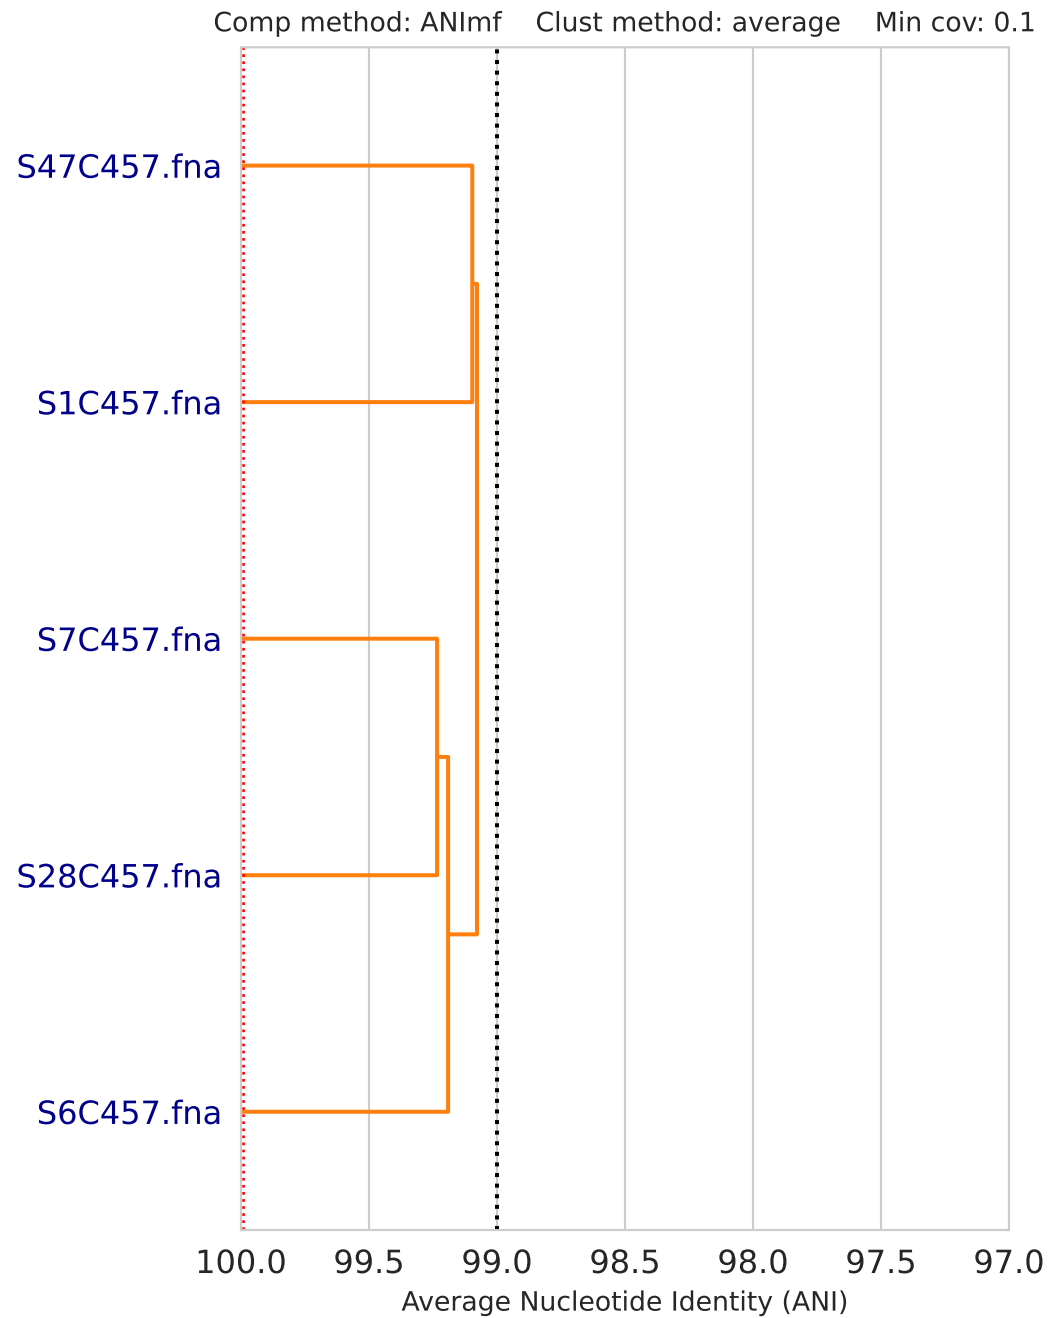 Comp method: ANImf    Clust method: average    Min cov: 0.1
S47C457.fna
S1C457.fna
S7C457.fna
S28C457.fna
S6C457.fna
100.0 99.5 99.0 98.5 98.0 97.5 97.0
Average Nucleotide Identity (ANI)